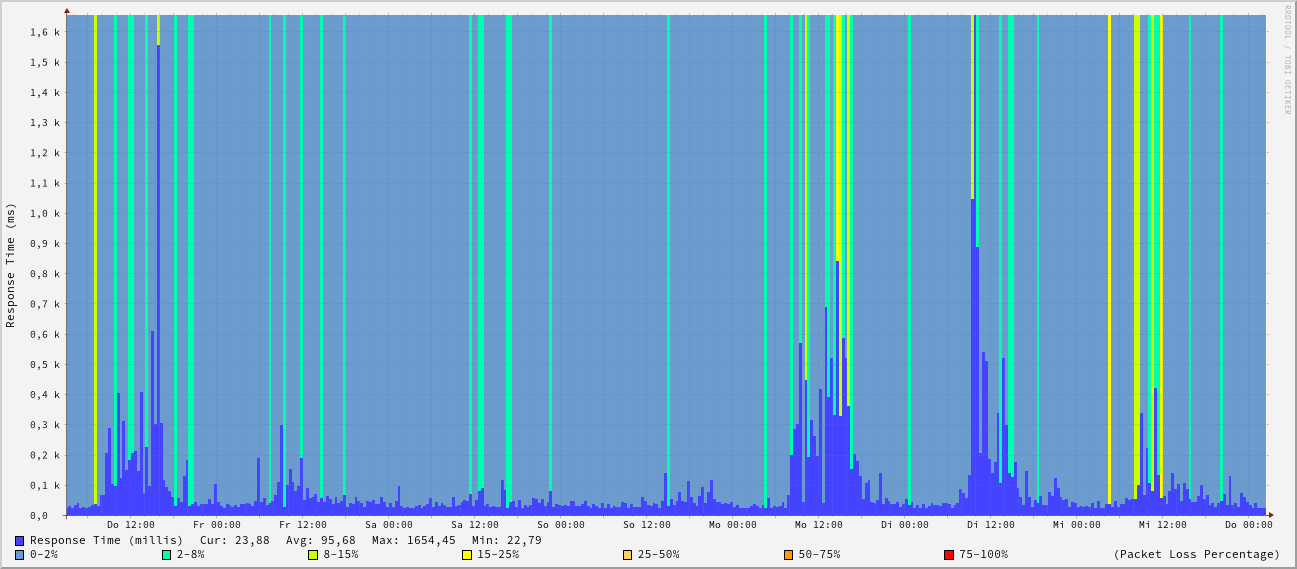 RRDTOOL / TOBI OETIKER
Response Time (ms)
1,6 k
1,5 k
1,4 k
1,3 k
1,2 k
1,1 k
1,0 k
0,9 k
0,8 k
0,7 k
0,6 k
0,5 k
0,4 k
0,3 k
0,2 k
0,1 k
0,0
Do 12:00 Fr 00:00 Fr 12:00 Sa 00:00 Sa 12:00 So 00:00 So 12:00 Mo 00:00 Mo 12:00 Di 00:00 Di 12:00 Mi 00:00 Mi 12:00 Do 00:00
Response Time (millis) Cur: 23,88 Avg: 95,68 Max: 1654,45 Min: 22,79
0-2% 2-8% 8-15% 15-25% 25-50% 50-75% 75-100% (Packet Loss Percentage)